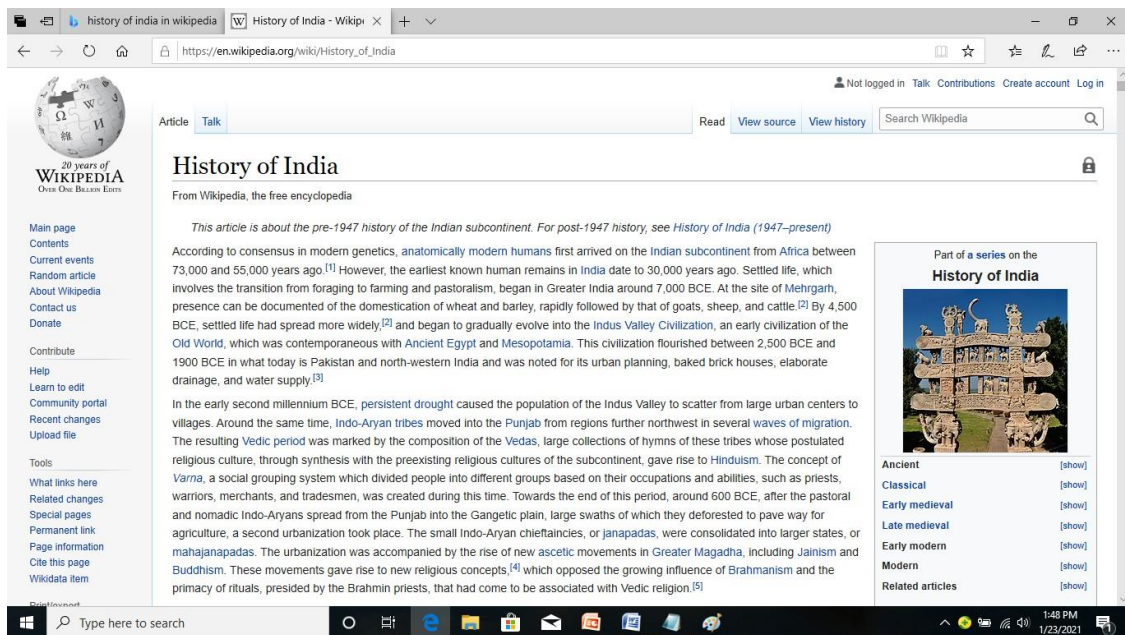 history of india in wikipedia
W History of India - Wikip
https://en.wikipedia.org/wiki/History_of_India
Not logged in Talk Contributions Create account Log in
Article Talk
Read View source View history Search Wikipedia
20 years of
WIKIPEDIA
OVER ONE BILLION EDITS
History of India
From Wikipedia, the free encyclopedia
This article is about the pre-1947 history of the Indian subcontinent. For post-1947 history, see History of India (1947–present)
According to consensus in modern genetics, anatomically modern humans first arrived on the Indian subcontinent from Africa between
73,000 and 55,000 years ago.[1] However, the earliest known human remains in India date to 30,000 years ago. Settled life, which
involves the transition from foraging to farming and pastoralism, began in Greater India around 7,000 BCE. At the site of Mehrgarh,
presence can be documented of the domestication of wheat and barley, rapidly followed by that of goats, sheep, and cattle.[2] By 4,500
BCE, settled life had spread more widely,[2] and began to gradually evolve into the Indus Valley Civilization, an early civilization of the
Old World, which was contemporaneous with Ancient Egypt and Mesopotamia. This civilization flourished between 2,500 BCE and
1900 BCE in what today is Pakistan and north-western India and was noted for its urban planning, baked brick houses, elaborate
drainage, and water supply.[3]
In the early second millennium BCE, persistent drought caused the population of the Indus Valley to scatter from large urban centers to
villages. Around the same time, Indo-Aryan tribes moved into the Punjab from regions further northwest in several waves of migration.
The resulting Vedic period was marked by the composition of the Vedas, large collections of hymns of these tribes whose postulated
religious culture, through synthesis with the preexisting religious cultures of the subcontinent, gave rise to Hinduism. The concept of
Varna, a social grouping system which divided people into different groups based on their occupations and abilities, such as priests,
warriors, merchants, and tradesmen, was created during this time. Towards the end of this period, around 600 BCE, after the pastoral
and nomadic Indo-Aryans spread from the Punjab into the Gangetic plain, large swaths of which they deforested to pave way for
agriculture, a second urbanization took place. The small Indo-Aryan chieftaincies, or janapadas, were consolidated into larger states, or
mahajanapadas. The urbanization was accompanied by the rise of new ascetic movements in Greater Magadha, including Jainism and
Buddhism. These movements gave rise to new religious concepts,[4] which opposed the growing influence of Brahmanism and the
primacy of rituals, presided by the Brahmin priests, that had come to be associated with Vedic religion.[5]
Main page
Contents
Current events
Random article
About Wikipedia
Contact us
Donate
Contribute
Help
Learn to edit
Community portal
Recent changes
Upload file
Tools
What links here
Related changes
Special pages
Permanent link
Page information
Cite this page
Wikidata item
Print/export
Part of a series on the
History of India
Ancient [show]
Classical [show]
Early medieval [show]
Late medieval [show]
Early modern [show]
Modern [show]
Related articles [show]
Type here to search
1:48 PM
1/23/2021